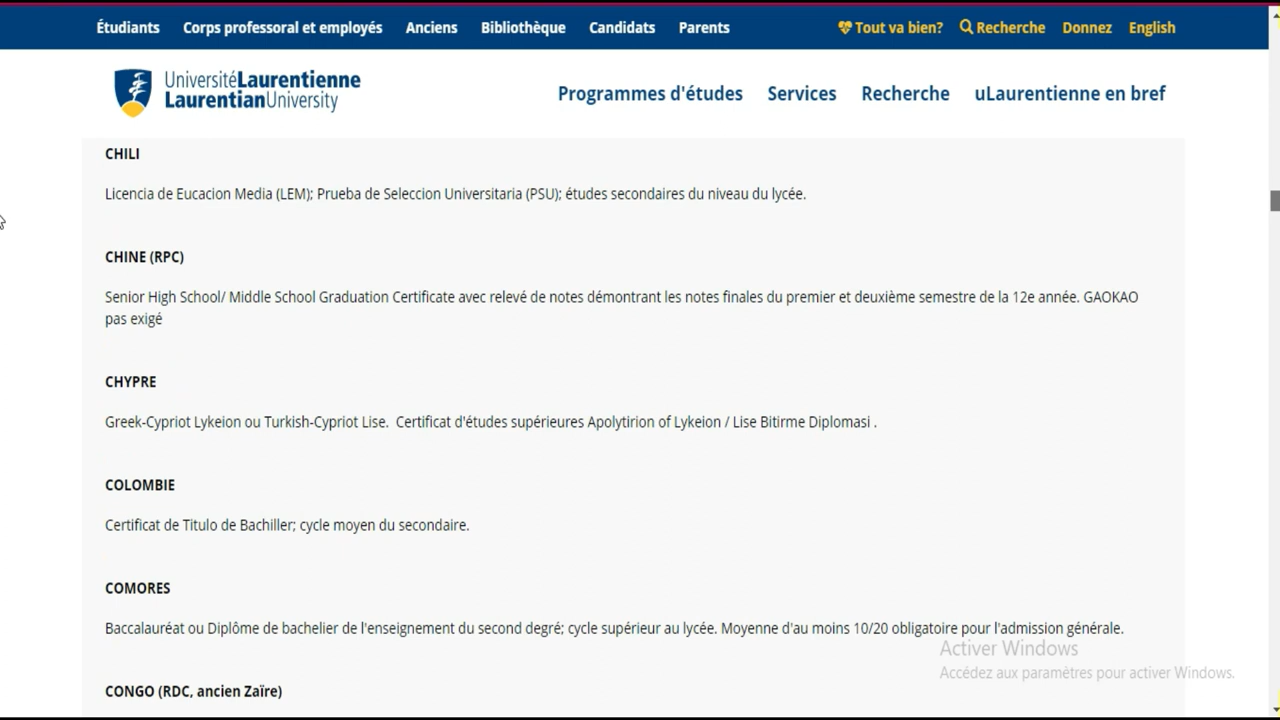 Étudiants Corps professoral et employés Anciens Bibliothèque Candidats Parents Tout va bien? Recherche Donnez English
UniversitéLaurentienne
LaurentianUniversity
Programmes d'études Services Recherche uLaurentienne en bref
CHILI
Licencia de Eucacion Media (LEM); Prueba de Seleccion Universitaria (PSU); études secondaires du niveau du lycée.
CHINE (RPC)
Senior High School/ Middle School Graduation Certificate avec relevé de notes démontrant les notes finales du premier et deuxième semestre de la 12e année. GAOKAO
pas exigé
CHYPRE
Greek-Cypriot Lykeion ou Turkish-Cypriot Lise. Certificat d'études supérieures Apolytirion of Lykeion / Lise Bitirme Diplomasi .
COLOMBIE
Certificat de Titulo de Bachiller; cycle moyen du secondaire.
COMORES
Baccalauréat ou Diplôme de bachelier de l'enseignement du second degré; cycle supérieur au lycée. Moyenne d'au moins 10/20 obligatoire pour l'admission générale.
Activer Windows
Accédez aux paramètres pour activer Windows.
CONGO (RDC, ancien Zaïre)